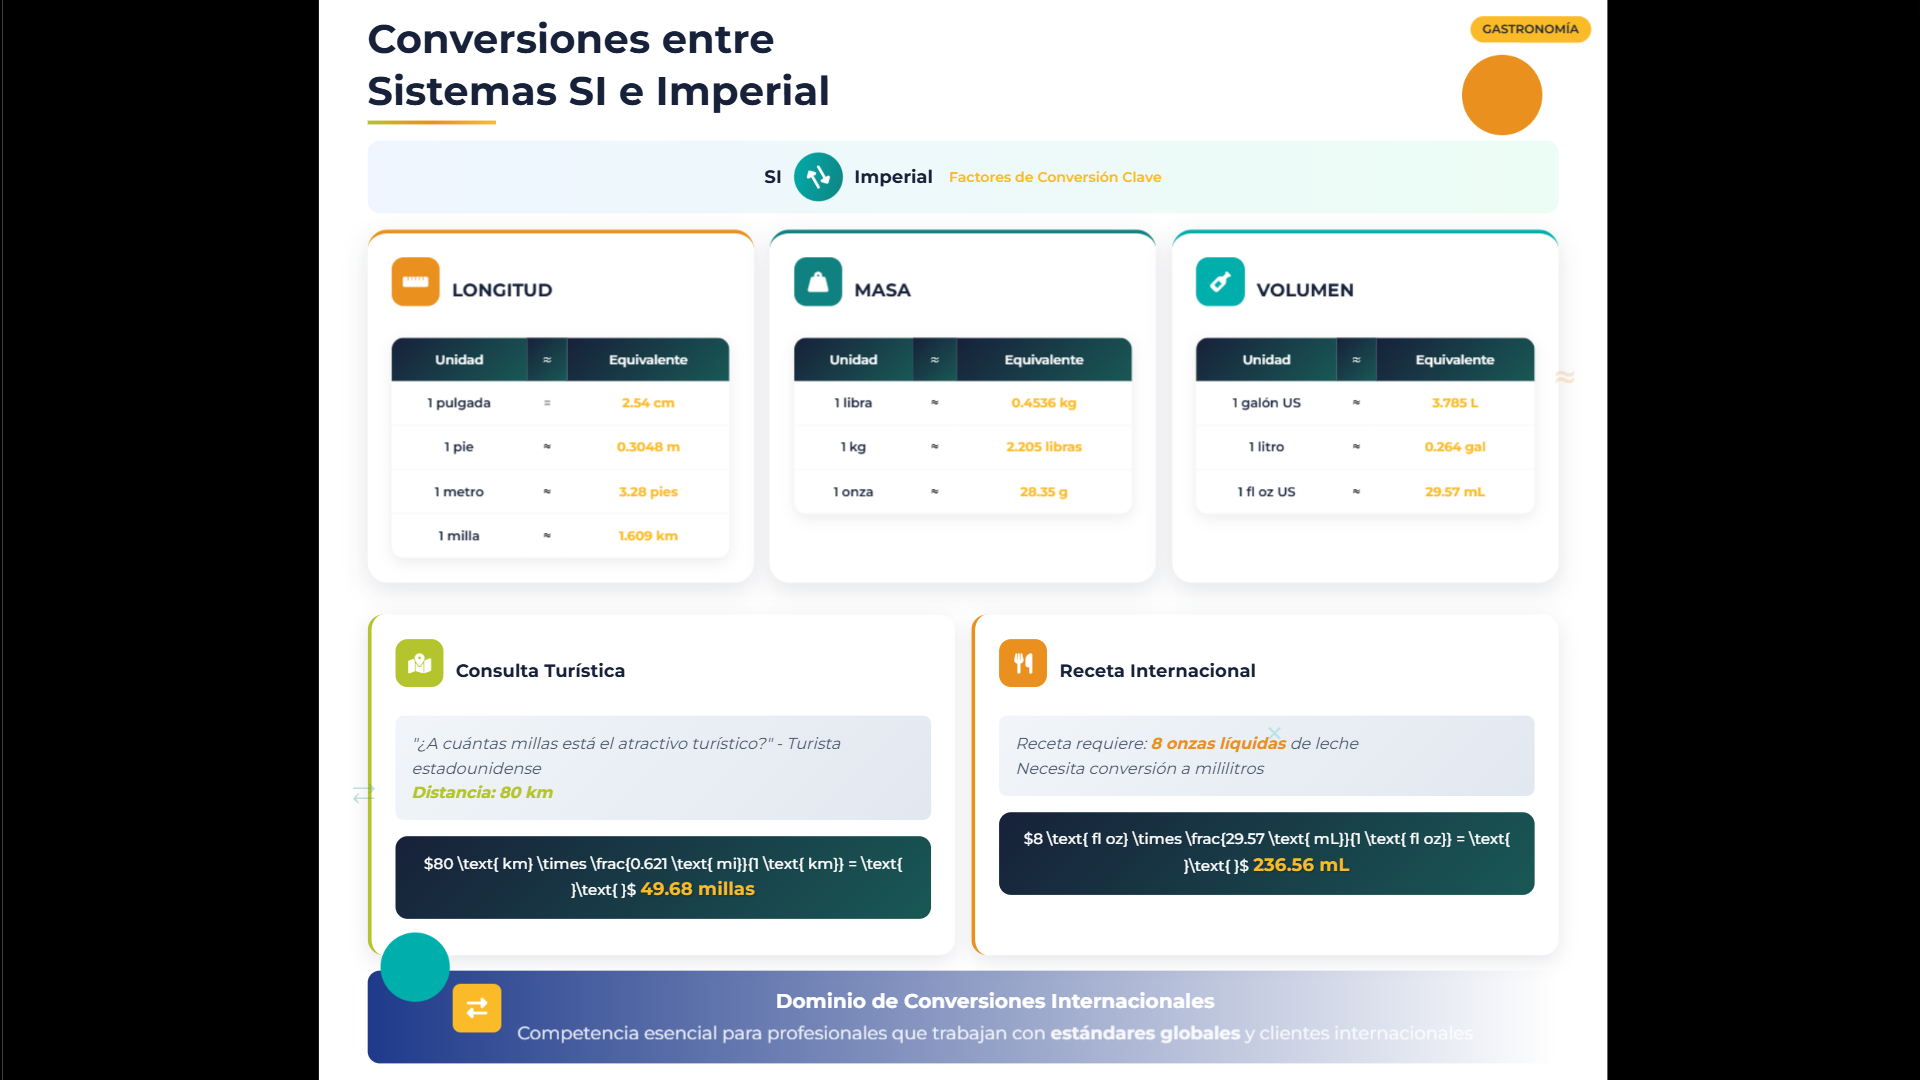 Conversiones entre
Sistemas SI e Imperial
GASTRONOMÍA
SI Imperial Factores de Conversión Clave
LONGITUD
Unidad ≈ Equivalente
1 pulgada = 2.54 cm
1 pie ≈ 0.3048 m
1 metro ≈ 3.28 pies
1 milla ≈ 1.609 km
MASA
Unidad ≈ Equivalente
1 libra ≈ 0.4536 kg
1 kg ≈ 2.205 libras
1 onza ≈ 28.35 g
VOLUMEN
Unidad ≈ Equivalente
1 galón US ≈ 3.785 L
1 litro ≈ 0.264 gal
1 fl oz US ≈ 29.57 mL
≈
Consulta Turística
"¿A cuántas millas está el atractivo turístico?" - Turista
estadounidense
Distancia: 80 km
$80 \text{ km} \times \frac{0.621 \text{ mi}}{1 \text{ km}} = \text{
}\text{ }$ 49.68 millas
Receta Internacional
Receta requiere: 8 onzas líquidas de leche
Necesita conversión a mililitros
$8 \text{ fl oz} \times \frac{29.57 \text{ mL}}{1 \text{ fl oz}} = \text{
}\text{ }$ 236.56 mL
Dominio de Conversiones Internacionales
Competencia esencial para profesionales que trabajan con estándares globales y clientes internacionales